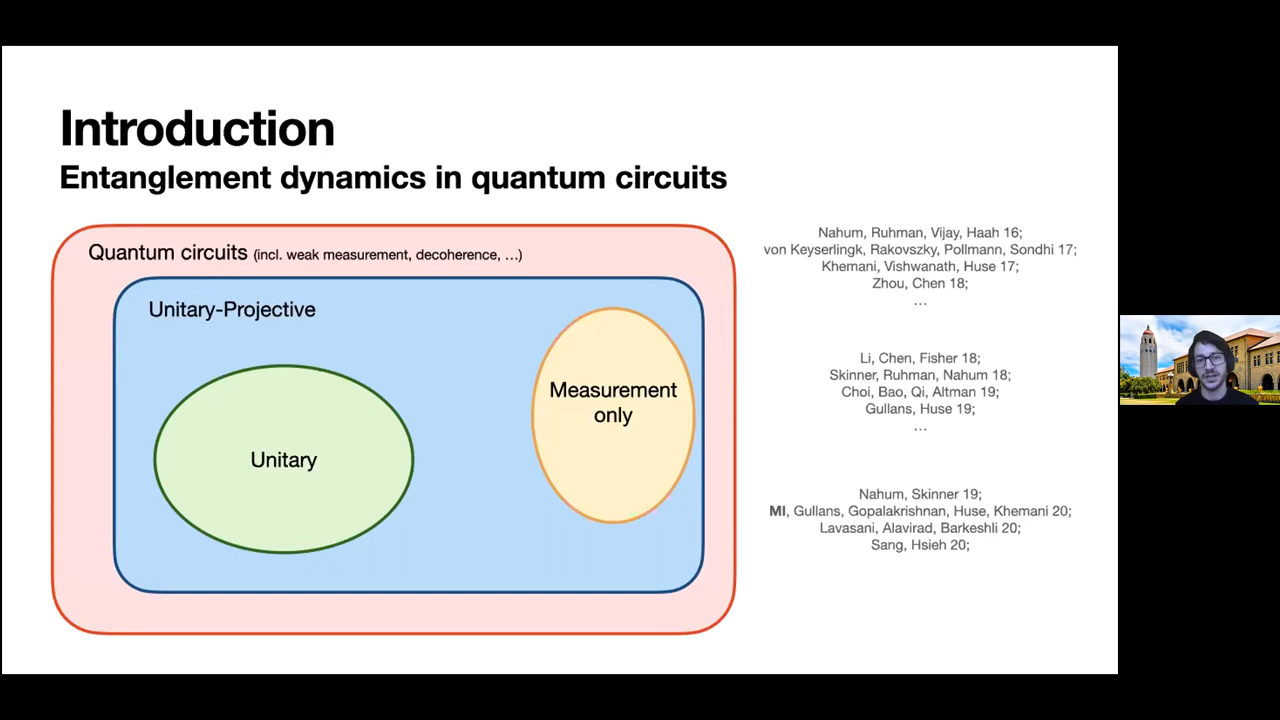 Introduction
Entanglement dynamics in quantum circuits
Quantum circuits (incl. weak measurement, decoherence, …)
Unitary-Projective
Measurement
only
Unitary
Nahum, Ruhman, Vijay, Haah 16;
von Keyserlingk, Rakovszky, Pollmann, Sondhi 17;
Khemani, Vishwanath, Huse 17;
Zhou, Chen 18;
…
Li, Chen, Fisher 18;
Skinner, Ruhman, Nahum 18;
Choi, Bao, Qi, Altman 19;
Gullans, Huse 19;
…
Nahum, Skinner 19;
MI, Gullans, Gopalakrishnan, Huse, Khemani 20;
Lavasani, Alavirad, Barkeshli 20;
Sang, Hsieh 20;